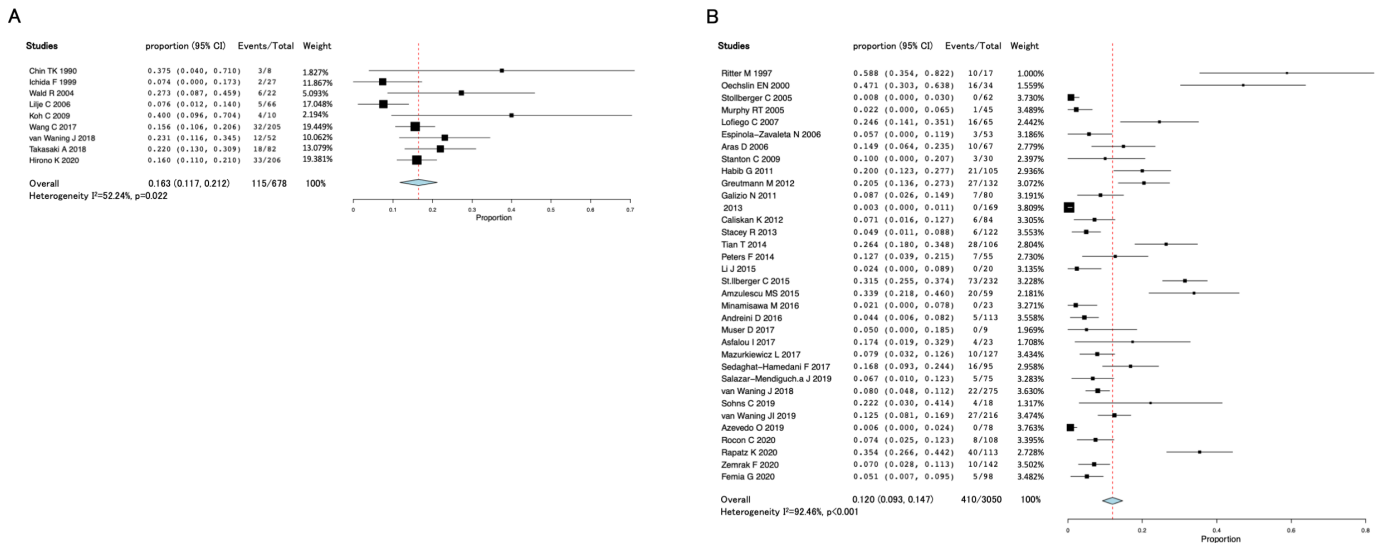 A
Studies proportion (95% CI) Events/Total Weight
Chin TK 1990 0.375 (0.040, 0.710) 3/8 1.827%
Ichida F 1999 0.074 (0.000, 0.173) 2/27 11.867%
Wald R 2004 0.273 (0.087, 0.459) 6/22 5.093%
Lilje C 2006 0.076 (0.012, 0.140) 5/66 17.048%
Koh C 2009 0.400 (0.096, 0.704) 4/10 2.194%
Wang C 2017 0.156 (0.106, 0.206) 32/205 19.449%
van Waning J 2018 0.231 (0.116, 0.345) 12/52 10.062%
Takasaki A 2018 0.220 (0.130, 0.309) 18/82 13.079%
Hirono K 2020 0.160 (0.110, 0.210) 33/206 19.381%
Overall 0.163 (0.117, 0.212) 115/678 100%
Heterogeneity I²=52.24%, p=0.022
0 0.1 0.2 0.3 0.4 0.5 0.6 0.7
Proportion
B
Studies proportion (95% CI) Events/Total Weight
Ritter M 1997 0.588 (0.354, 0.822) 10/17 1.000%
Oechslin EN 2000 0.471 (0.303, 0.638) 16/34 1.559%
Stollberger C 2005 0.008 (0.000, 0.030) 0/62 3.730%
Murphy RT 2005 0.022 (0.000, 0.065) 1/45 3.489%
Lofiego C 2007 0.246 (0.141, 0.351) 16/65 2.442%
Espinola-Zavaleta N 2006 0.057 (0.000, 0.119) 3/53 3.186%
Aras D 2006 0.149 (0.064, 0.235) 10/67 2.779%
Stanton C 2009 0.100 (0.000, 0.207) 3/30 2.397%
Habib G 2011 0.200 (0.123, 0.277) 21/105 2.936%
Greutmann M 2012 0.205 (0.136, 0.273) 27/132 3.072%
Galizio N 2011 0.087 (0.026, 0.149) 7/80 3.191%
2013 0.003 (0.000, 0.011) 0/169 3.809%
Caliskan K 2012 0.071 (0.016, 0.127) 6/84 3.305%
Stacey R 2013 0.049 (0.011, 0.088) 6/122 3.553%
Tian T 2014 0.264 (0.180, 0.348) 28/106 2.804%
Peters F 2014 0.127 (0.039, 0.215) 7/55 2.730%
Li J 2015 0.024 (0.000, 0.089) 0/20 3.135%
St.llberger C 2015 0.315 (0.255, 0.374) 73/232 3.228%
Amzulescu MS 2015 0.339 (0.218, 0.460) 20/59 2.181%
Minamisawa M 2016 0.021 (0.000, 0.078) 0/23 3.271%
Andreini D 2016 0.044 (0.006, 0.082) 5/113 3.558%
Muser D 2017 0.050 (0.000, 0.185) 0/9 1.969%
Asfalou I 2017 0.174 (0.019, 0.329) 4/23 1.708%
Mazurkiewicz L 2017 0.079 (0.032, 0.126) 10/127 3.434%
Sedaghat-Hamedani F 2017 0.168 (0.093, 0.244) 16/95 2.958%
Salazar-Mendiguch.a J 2019 0.067 (0.010, 0.123) 5/75 3.283%
van Waning J 2018 0.080 (0.048, 0.112) 22/275 3.630%
Sohns C 2019 0.222 (0.030, 0.414) 4/18 1.317%
van Waning JI 2019 0.125 (0.081, 0.169) 27/216 3.474%
Azevedo O 2019 0.006 (0.000, 0.024) 0/78 3.763%
Rocon C 2020 0.074 (0.025, 0.123) 8/108 3.395%
Rapatz K 2020 0.354 (0.266, 0.442) 40/113 2.728%
Zemrak F 2020 0.070 (0.028, 0.113) 10/142 3.502%
Femia G 2020 0.051 (0.007, 0.095) 5/98 3.482%
Overall 0.120 (0.093, 0.147) 410/3050 100%
Heterogeneity I²=92.46%, p<0.001
0 0.2 0.4 0.6 0.8
Proportion